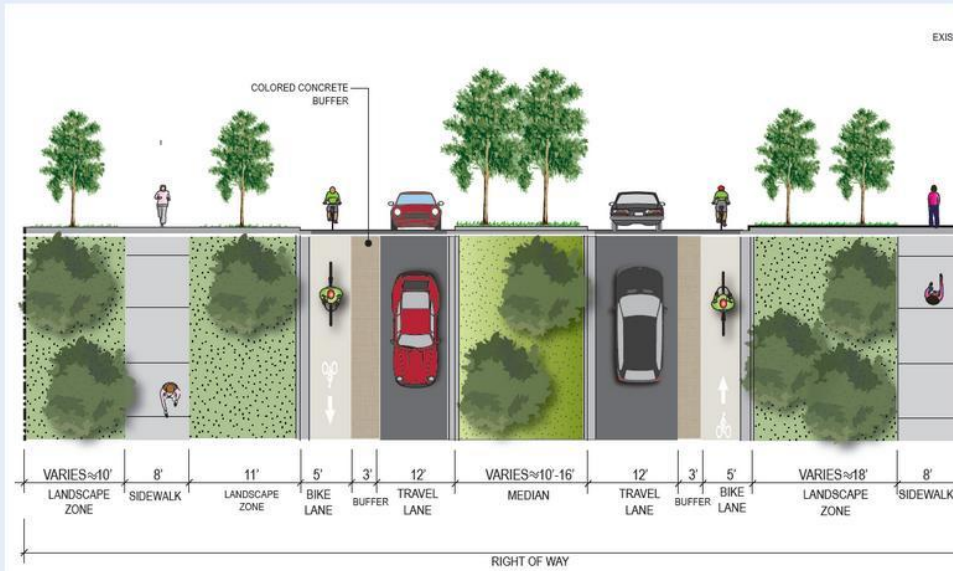 EXIS
COLORED CONCRETE
BUFFER
VARIES≈10' 8' 11' 5' 3' 12' VARIES≈10'-16' 12' 3' 5' VARIES≈18' 8'
LANDSCAPE
ZONE
SIDEWALK
LANDSCAPE
ZONE
BIKE
LANE
BUFFER
TRAVEL
LANE
MEDIAN
TRAVEL
LANE
BUFFER
BIKE
LANE
LANDSCAPE
ZONE
SIDEWALK
RIGHT OF WAY